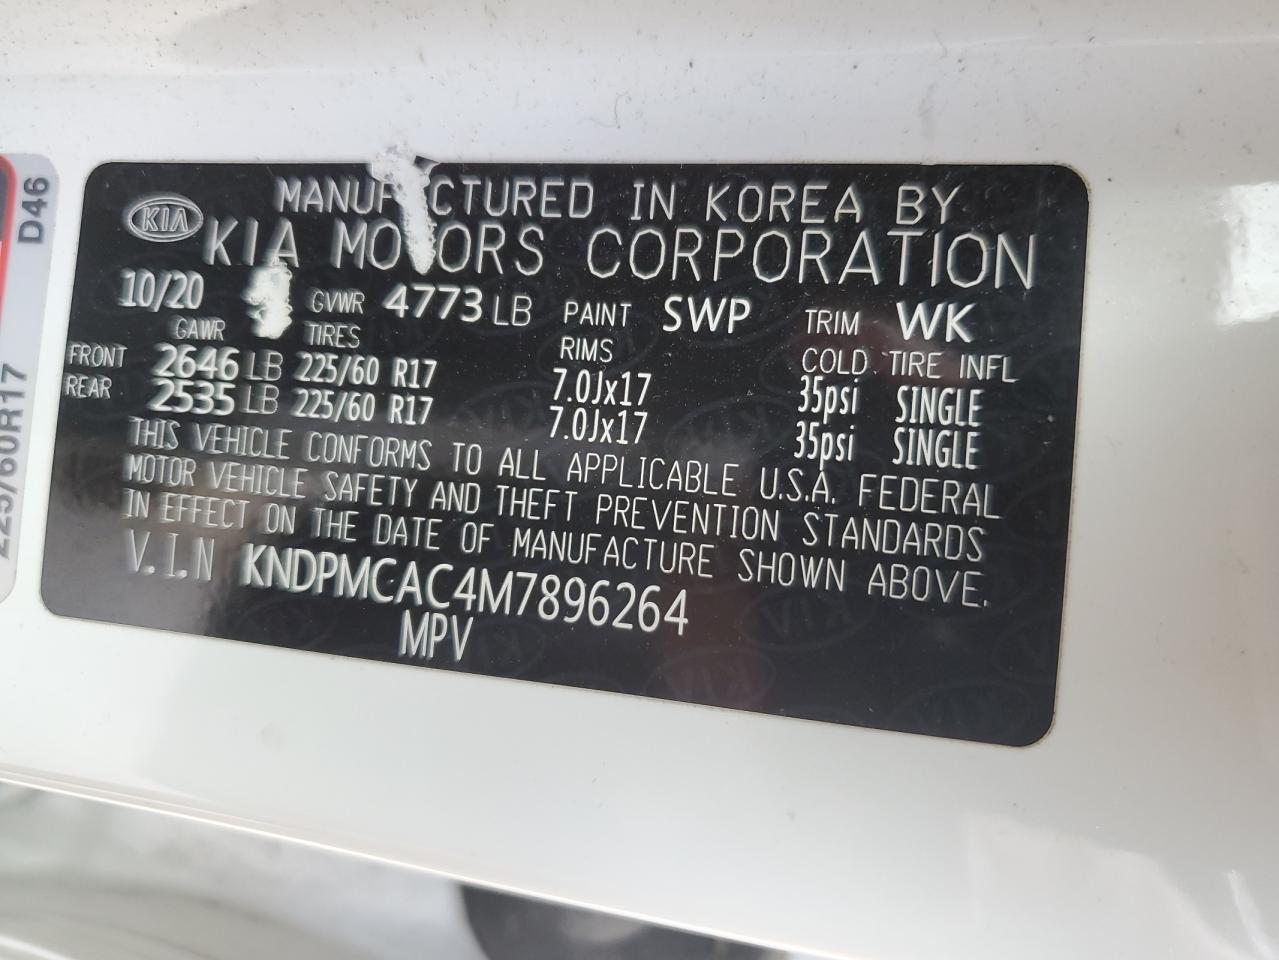 KIA
MANUF CTURED IN KOREA BY
KIA MOTORS CORPORATION
10/20 GVWR 4773 LB PAINT SWP TRIM WK
GAWR TIRES RIMS COLD TIRE INFL
FRONT 2646 LB 225/60 R17 7.0Jx17 35psi SINGLE
REAR 2535 LB 225/60 R17 7.0Jx17 35psi SINGLE
THIS VEHICLE CONFORMS TO ALL APPLICABLE U.S.A. FEDERAL
MOTOR VEHICLE SAFETY AND THEFT PREVENTION STANDARDS
IN EFFECT ON THE DATE OF MANUFACTURE SHOWN ABOVE.
V.I.N KNDPMCAC4M7896264
MPV
D46
225/60R17